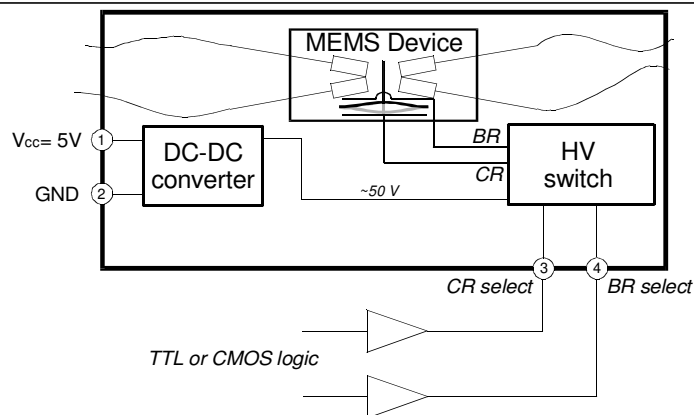 MEMS Device
Vcc= 5V
1
DC-DC
converter
GND
2
BR
CR
HV
switch
~50 V
3
4
CR select
BR select
TTL or CMOS logic